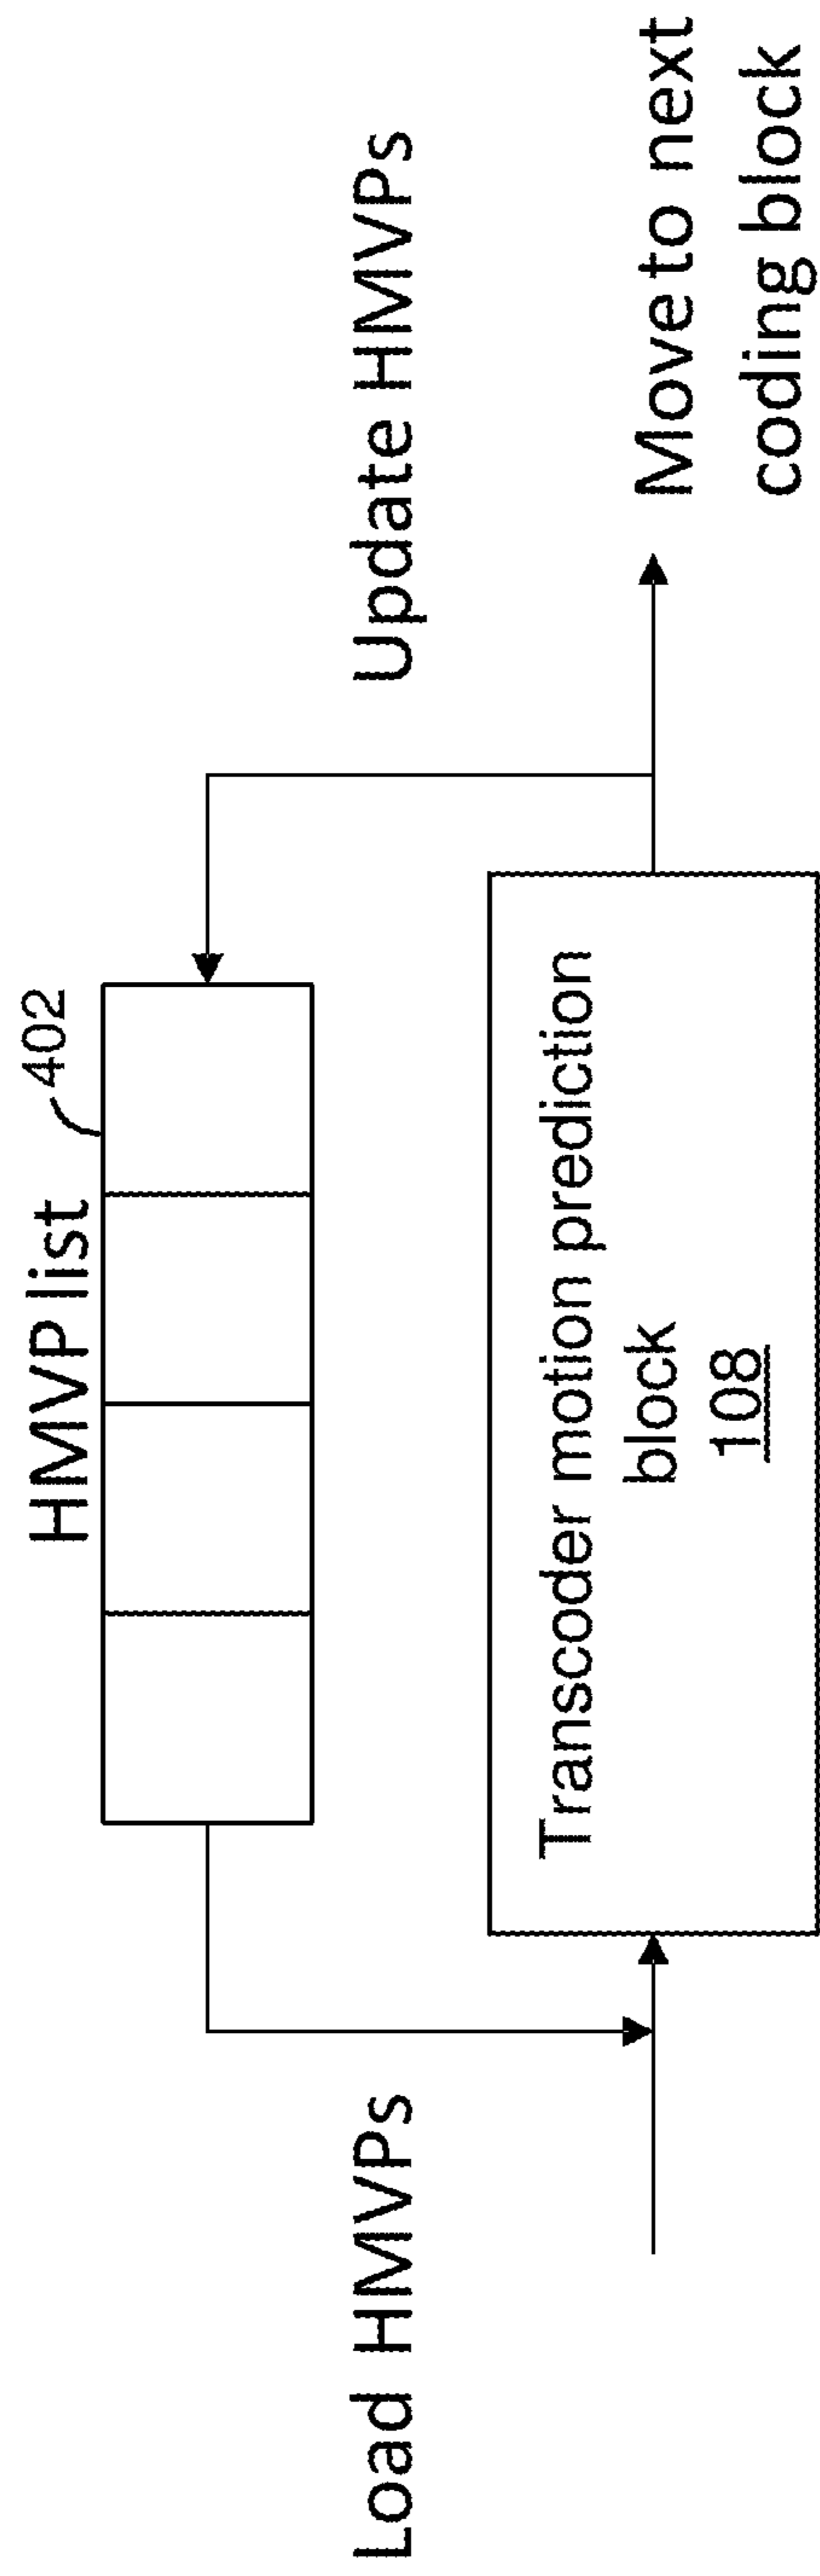 HMVP list
402
Load HMVPs
Update HMVPs
Transcoder motion prediction
block
108
Move to next
coding block